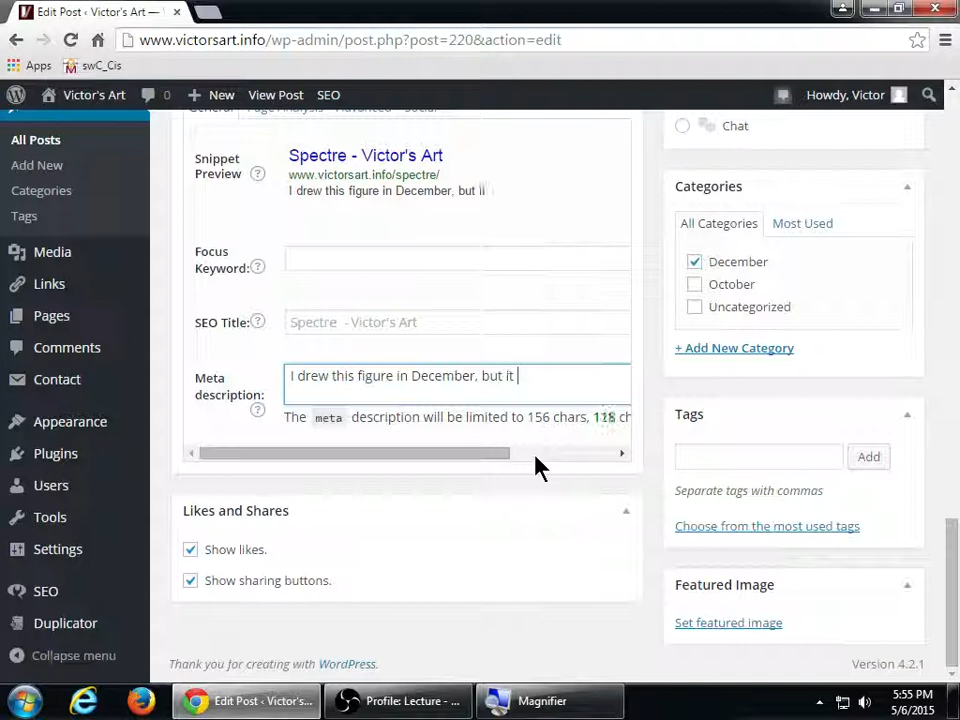 Edit Post ‹ Victor's Art —
www.victorsart.info/wp-admin/post.php?post=220&action=edit
Apps
swC_Cis
Victor's Art
0
New
View Post
SEO
Howdy, Victor
All Posts
Add New
Categories
Tags
Media
Links
Pages
Comments
Contact
Appearance
Plugins
Users
Tools
Settings
SEO
Duplicator
Collapse menu
General
Page Analysis
Advanced
Social
Snippet
Preview
Spectre - Victor's Art
www.victorsart.info/spectre/
I drew this figure in December, but
Focus
Keyword:
SEO Title:
Spectre - Victor's Art
Meta
description:
I drew this figure in December, but it
The meta description will be limited to 156 chars,
Likes and Shares
Show likes.
Show sharing buttons.
Thank you for creating with WordPress.
Chat
Categories
All Categories
Most Used
December
October
Uncategorized
+ Add New Category
Tags
Add
Separate tags with commas
Choose from the most used tags
Featured Image
Set featured image
Version 4.2.1
Edit Post ‹ Victor's...
Profile: Lecture - ...
Magnifier
5:55 PM
5/6/2015